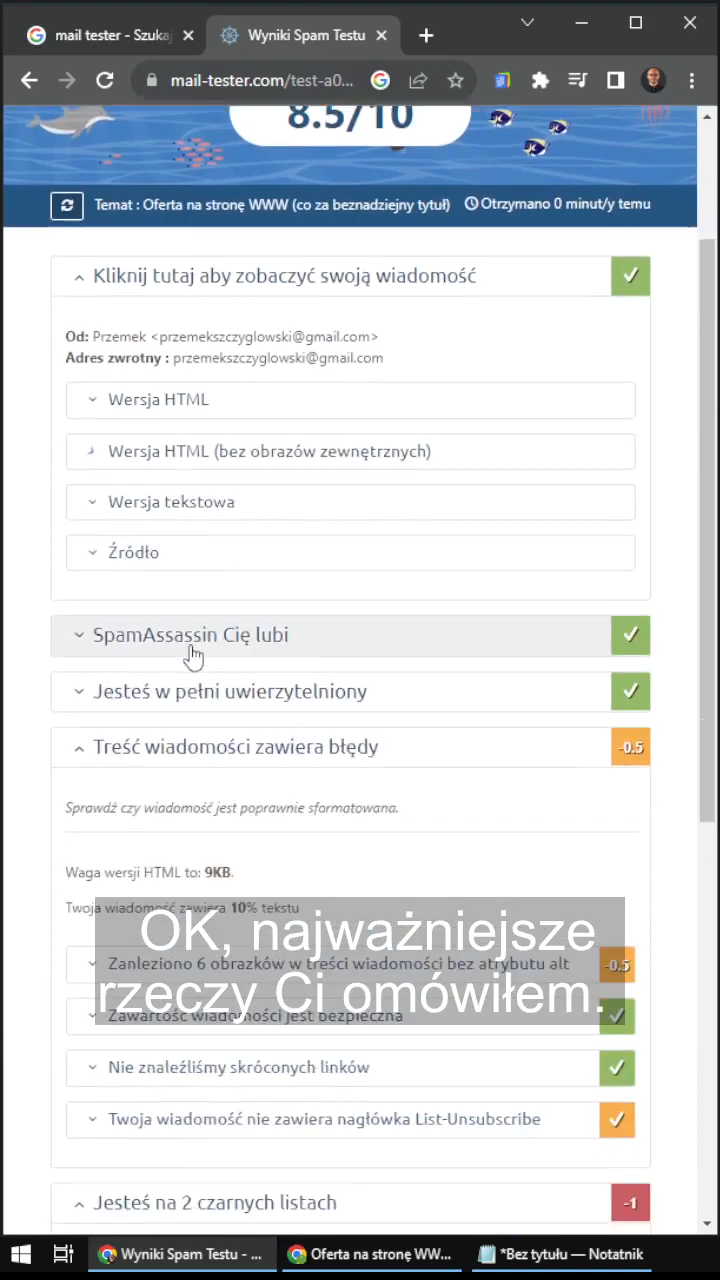 mail tester - Szuka
Wyniki Spam Testu
mail-tester.com/test-a0...
8.5/10
Temat : Oferta na stronę WWW (co za beznadziejny tytuł)
Otrzymano 0 minut/y temu
Kliknij tutaj aby zobaczyć swoją wiadomość
Od: Przemek <przemekszczyglowski@gmail.com>
Adres zwrotny : przemekszczyglowski@gmail.com
Wersja HTML
Wersja HTML (bez obrazów zewnętrznych)
Wersja tekstowa
Źródło
SpamAssassin Cię lubi
Jesteś w pełni uwierzytelniony
Treść wiadomości zawiera błędy -0.5
Sprawdź czy wiadomość jest poprawnie sformatowana.
Waga wersji HTML to: 9KB.
Twoja wiadomość zawiera 10% tekstu
OK, najważniejsze
Zanleziono 6 obrazków w treści wiadomości bez atrybutu alt -0.5
rzeczy Ci omówiłem.
Zawartość wiadomości jest bezpieczna
Nie znaleźliśmy skróconych linków
Twoja wiadomość nie zawiera nagłówka List-Unsubscribe
Jesteś na 2 czarnych listach -1
Wyniki Spam Testu - ...
Oferta na stronę WW...
*Bez tytułu — Notatnik